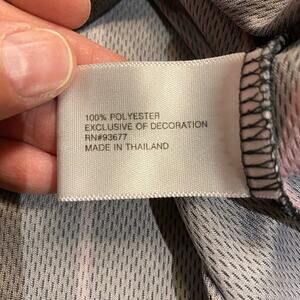 100% POLYESTER
EXCLUSIVE OF DECORATION
RN#93677
MADE IN THAILAND